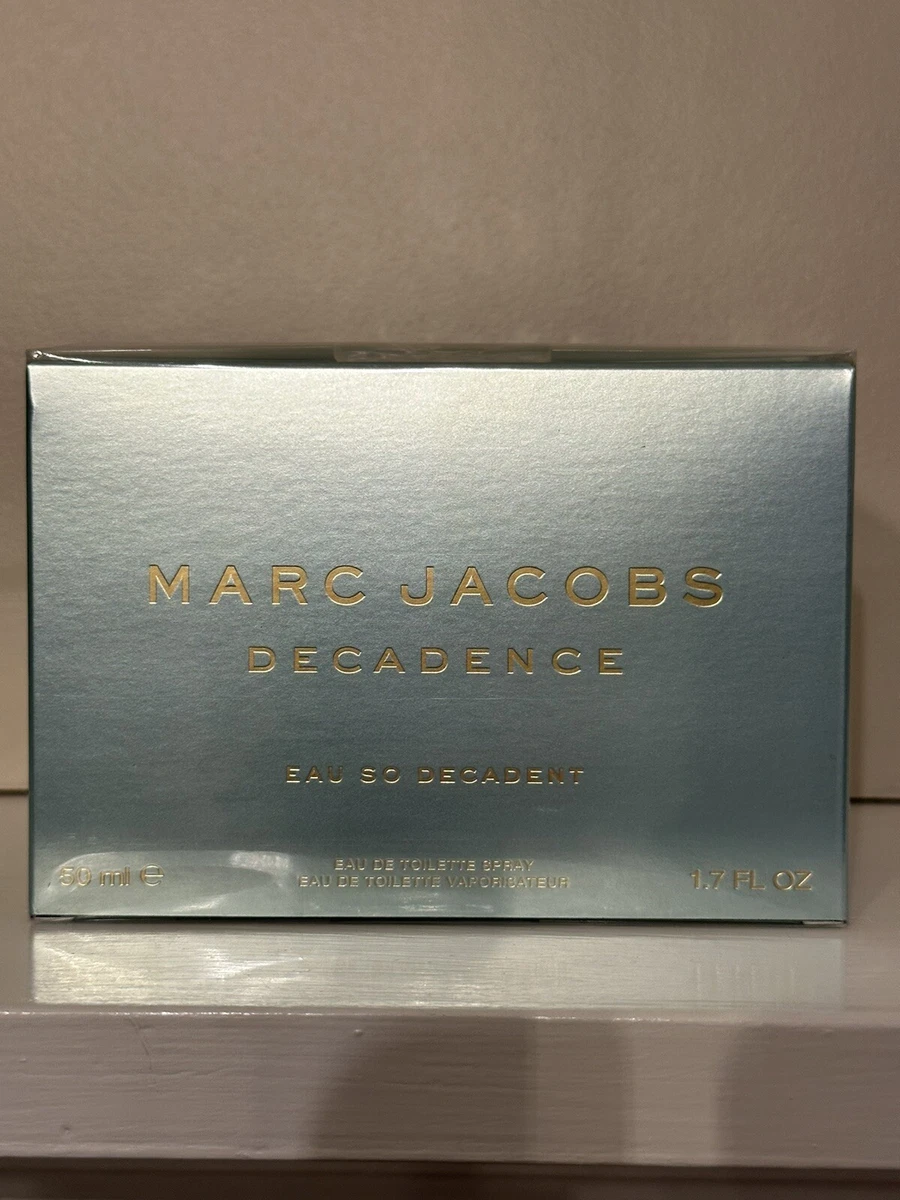 MARC JACOBS
DECADENCE
EAU SO DECADENT
EAU DE TOILETTE SPRAY
EAU DE TOILETTE VAPORISATEUR
50 ml ℮
1.7 FL OZ